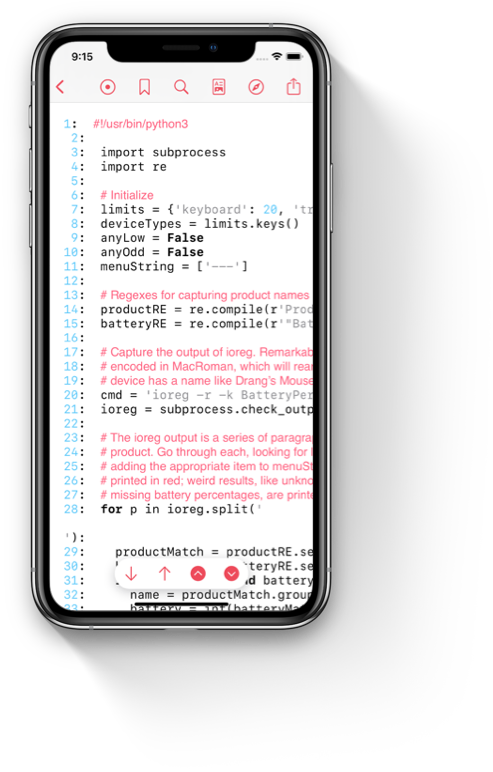 9:15
1: #!/usr/bin/python3
2:
3: import subprocess
4: import re
5:
6: # Initialize
7: limits = {'keyboard': 20, 'tr
8: deviceTypes = limits.keys()
9: anyLow = False
10: anyOdd = False
11: menuString = ['---']
12:
13: # Regexes for capturing product names
14: productRE = re.compile(r'Prod
15: batteryRE = re.compile(r'"Bat
16:
17: # Capture the output of ioreg. Remarkab
18: # encoded in MacRoman, which will rear
19: # device has a name like Drang's Mouse
20: cmd = 'ioreg -r -k BatteryPer
21: ioreg = subprocess.check_outp
22:
23: # The ioreg output is a series of paragra
24: # product. Go through each, looking for
25: # adding the appropriate item to menuSt
26: # printed in red; weird results, like unkno
27: # missing battery percentages, are printe
28: for p in ioreg.split('
'):
29: productMatch = productRE.se
30: tteryRE.se
31: nd battery
32: name = productMatch.group
33: battery = int(batteryMa